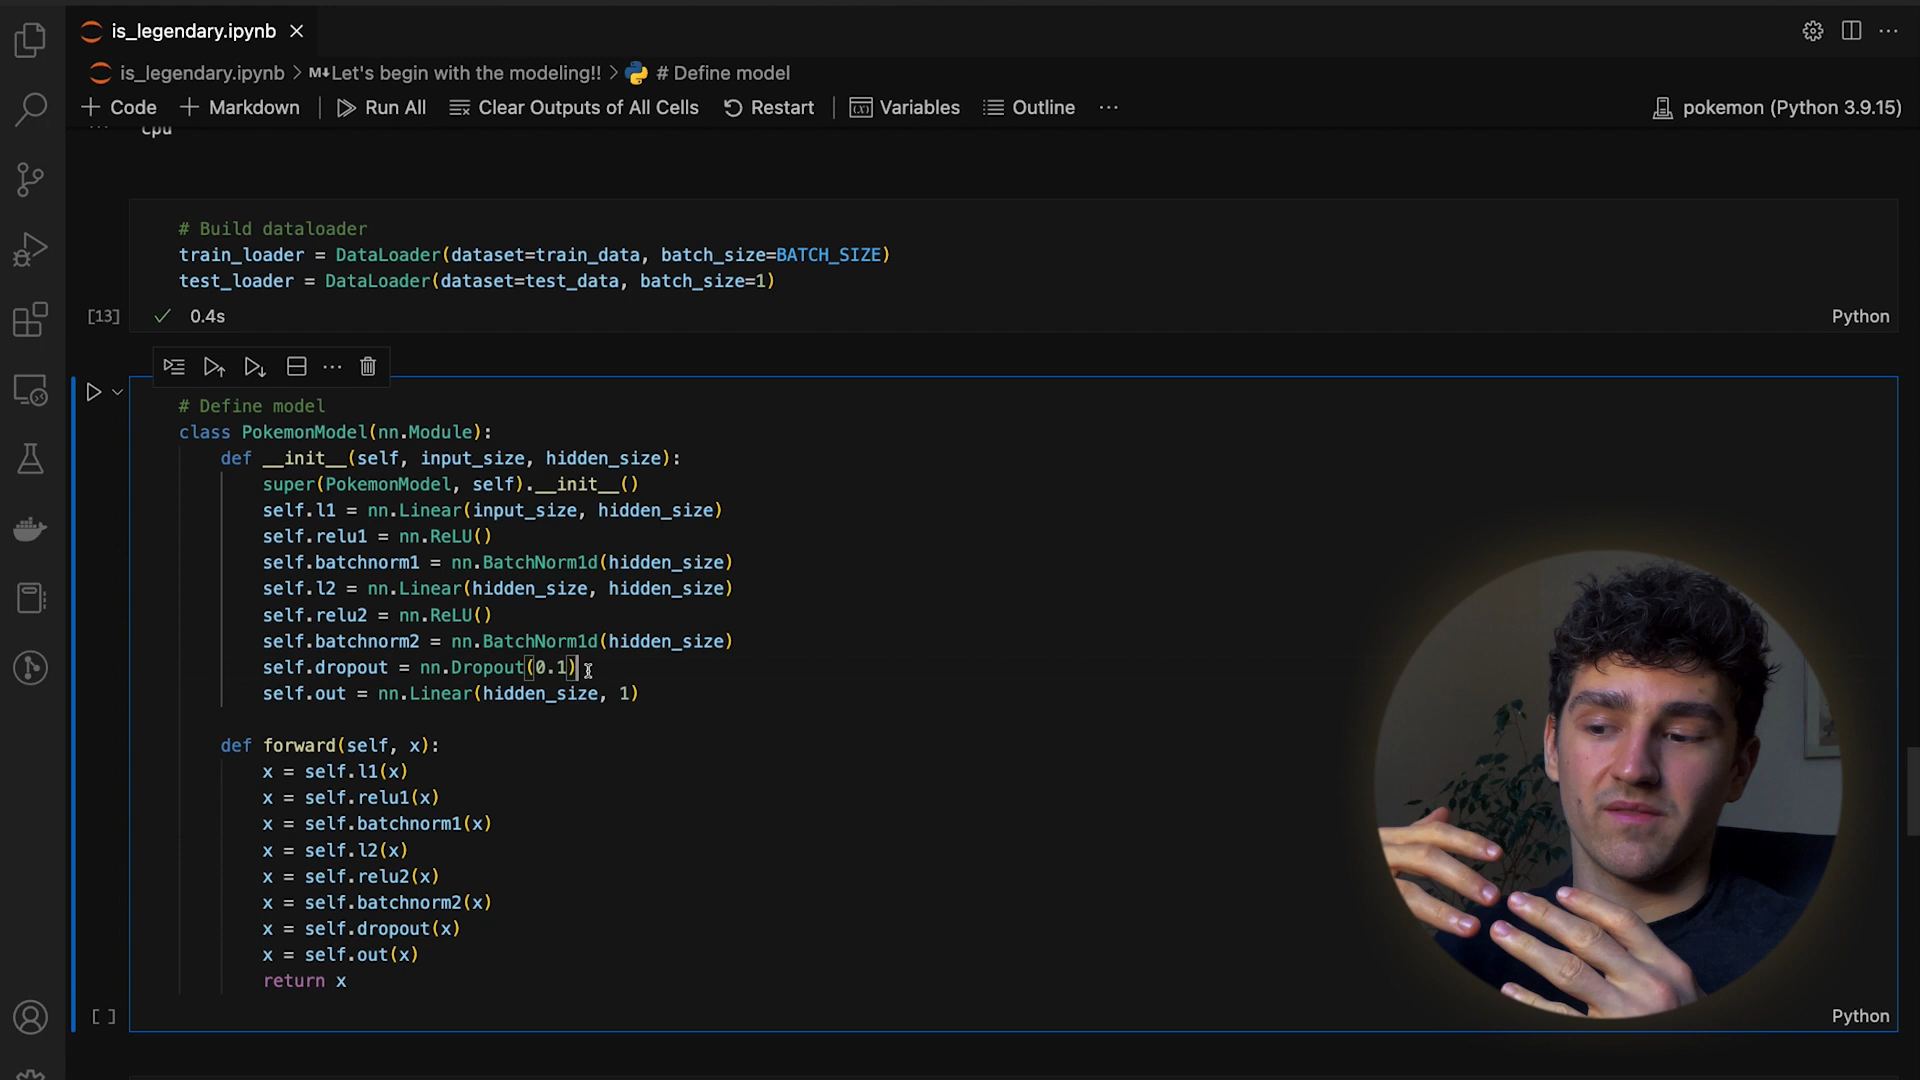 is_legendary.ipynb
is_legendary.ipynb > M↓Let's begin with the modeling!! > # Define model
+ Code + Markdown | Run All Clear Outputs of All Cells Restart | Variables Outline ... pokemon (Python 3.9.15)
cpu
# Build dataloader
train_loader = DataLoader(dataset=train_data, batch_size=BATCH_SIZE)
test_loader = DataLoader(dataset=test_data, batch_size=1)
[13] ✓ 0.4s Python
# Define model
class PokemonModel(nn.Module):
def __init__(self, input_size, hidden_size):
super(PokemonModel, self).__init__()
self.l1 = nn.Linear(input_size, hidden_size)
self.relu1 = nn.ReLU()
self.batchnorm1 = nn.BatchNorm1d(hidden_size)
self.l2 = nn.Linear(hidden_size, hidden_size)
self.relu2 = nn.ReLU()
self.batchnorm2 = nn.BatchNorm1d(hidden_size)
self.dropout = nn.Dropout(0.1)
self.out = nn.Linear(hidden_size, 1)
def forward(self, x):
x = self.l1(x)
x = self.relu1(x)
x = self.batchnorm1(x)
x = self.l2(x)
x = self.relu2(x)
x = self.batchnorm2(x)
x = self.dropout(x)
x = self.out(x)
return x
[ ] Python